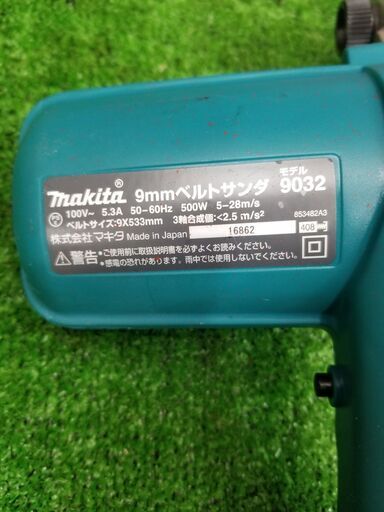 makita® 9mmベルトサンダ モデル 9032
100V~ 5.3A 50-60Hz 500W 5-28m/s
ベルトサイズ:9X533mm 3軸合成値:<2.5 m/s² 853482A3
株式会社マキタ Made in Japan 16862 408
⚠警告 •ご使用前に取扱説明書を必ずよくお読みください。
•感電の恐れがあります。雨中では使用しないでください。